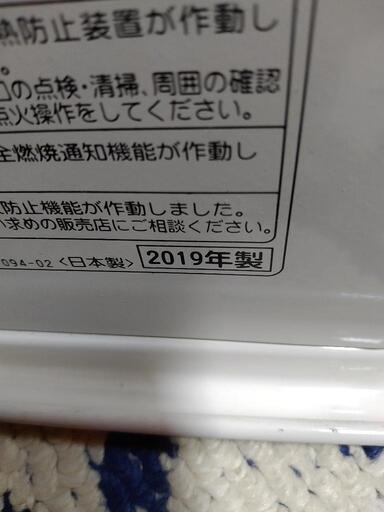 熱防止装置が作動し
。
口の点検・清掃、周囲の確認
点火操作をしてください。
全燃焼通知機能が作動し
防止機能が作動しました。
い求めの販売店にご相談ください。
094-02 <日本製> 2019年製